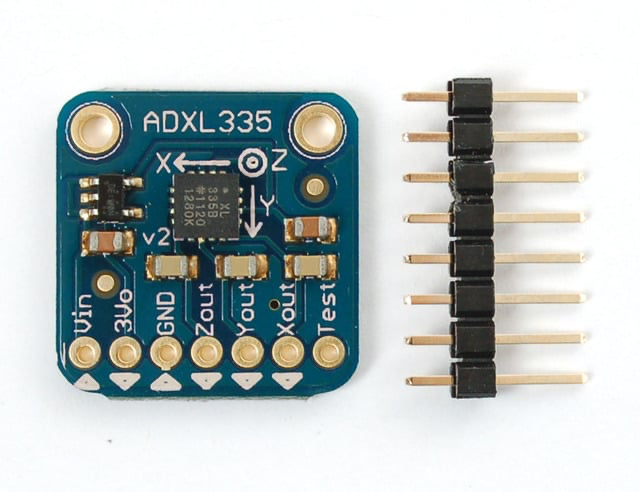 ADXL335
X Z
Y
XL
335B
#1120
1280K
v2
Vin
3Vo
GND
Zout
Yout
Xout
Test